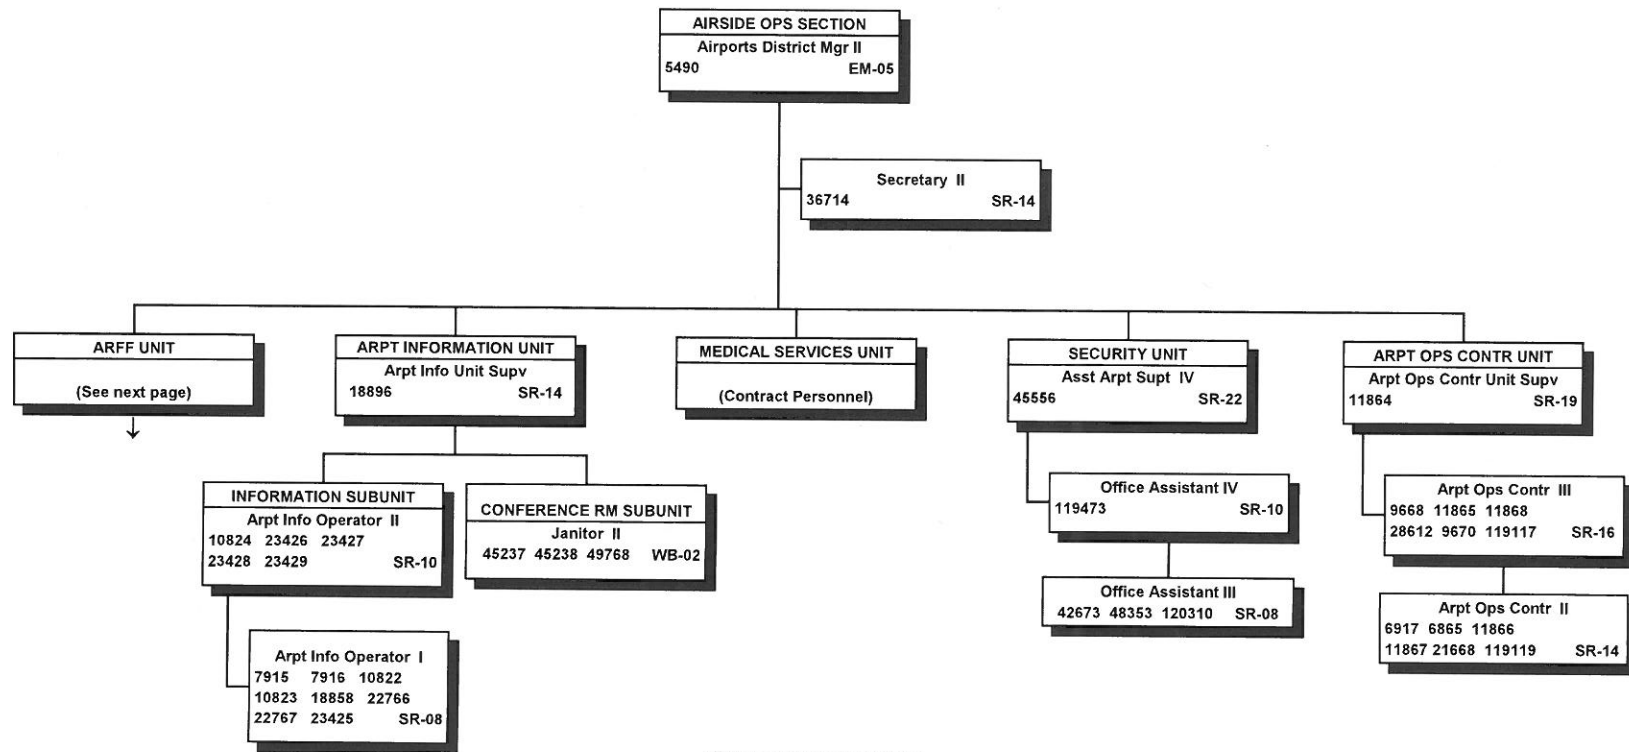 AIRSIDE OPS SECTION
Airports District Mgr II
5490 EM-05
Secretary II
36714 SR-14
ARFF UNIT
(See next page)
ARPT INFORMATION UNIT
Arpt Info Unit Supv
18896 SR-14
MEDICAL SERVICES UNIT
(Contract Personnel)
SECURITY UNIT
Asst Arpt Supt IV
45556 SR-22
ARPT OPS CONTR UNIT
Arpt Ops Contr Unit Supv
11864 SR-19
INFORMATION SUBUNIT
Arpt Info Operator II
10824 23426 23427
23428 23429 SR-10
CONFERENCE RM SUBUNIT
Janitor II
45237 45238 49768 WB-02
Arpt Info Operator I
7915 7916 10822
10823 18858 22766
22767 23425 SR-08
Office Assistant IV
119473 SR-10
Office Assistant III
42673 48353 120310 SR-08
Arpt Ops Contr III
9668 11865 11868
28612 9670 119117 SR-16
Arpt Ops Contr II
6917 6865 11866
11867 21668 119119 SR-14